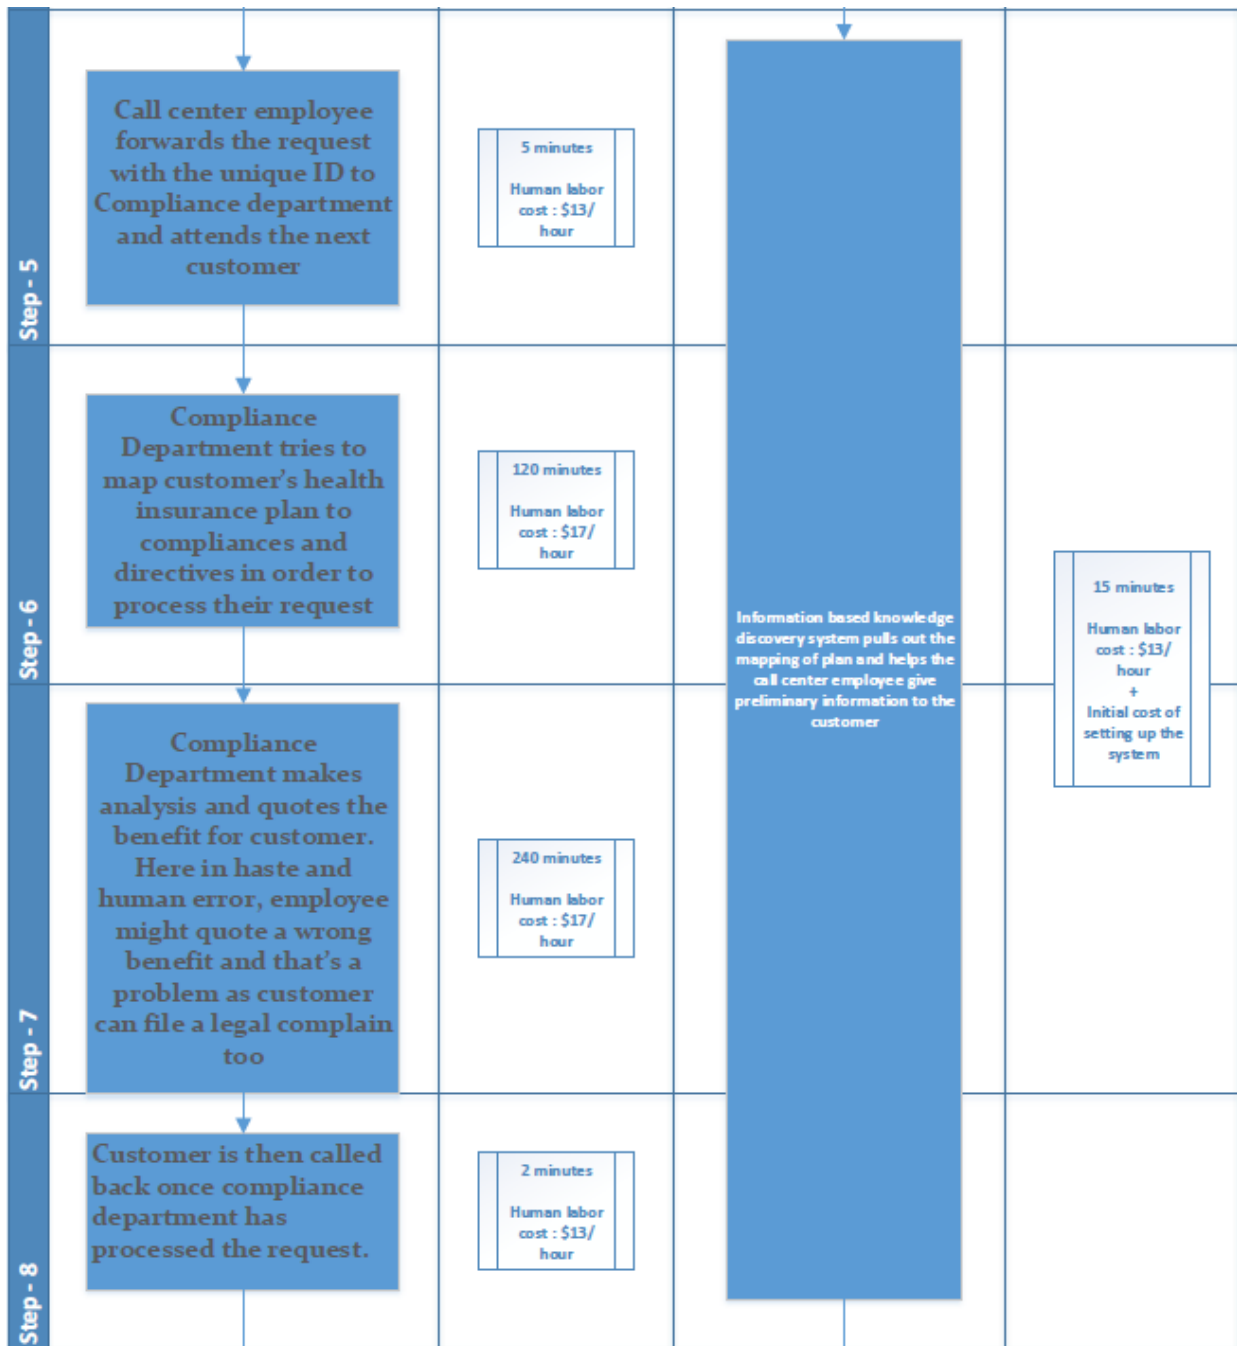 Step - 5
Call center employee
forwards the request
with the unique ID to
Compliance department
and attends the next
customer
5 minutes
Human labor
cost : $13/
hour
Step - 6
Compliance
Department tries to
map customer’s health
insurance plan to
compliances and
directives in order to
process their request
120 minutes
Human labor
cost : $17/
hour
Step - 7
Compliance
Department makes
analysis and quotes the
benefit for customer.
Here in haste and
human error, employee
might quote a wrong
benefit and that’s a
problem as customer
can file a legal complain
too
240 minutes
Human labor
cost : $17/
hour
Step - 8
Customer is then called
back once compliance
department has
processed the request.
2 minutes
Human labor
cost : $13/
hour
Information based knowledge
discovery system pulls out the
mapping of plan and helps the
call center employee give
preliminary information to the
customer
15 minutes
Human labor
cost : $13/
hour
+
Initial cost of
setting up the
system